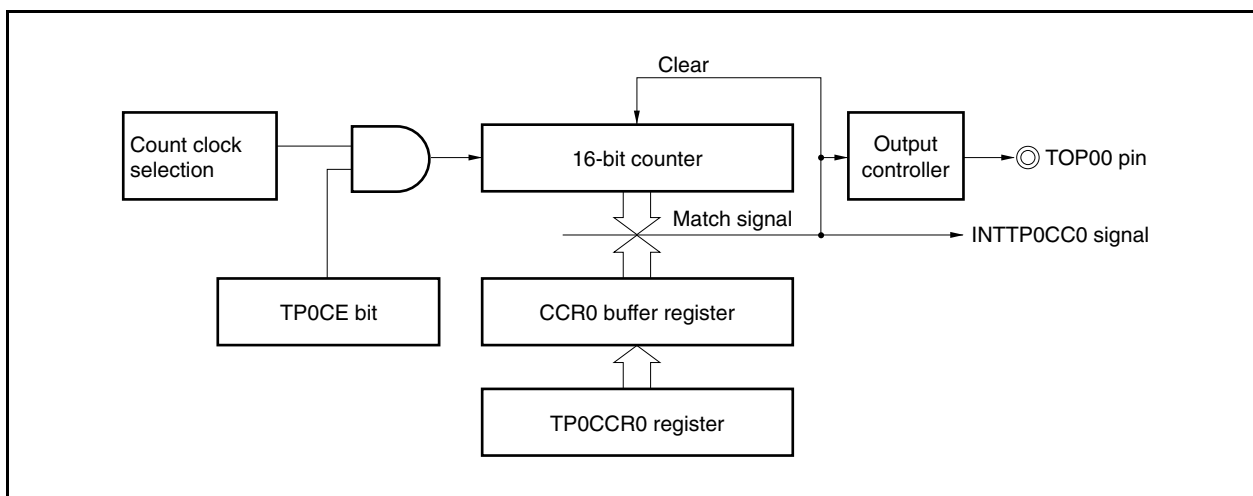 Clear
Count clock
selection
16-bit counter
Output
controller
TOP00 pin
Match signal
INTTP0CC0 signal
TP0CE bit
CCR0 buffer register
TP0CCR0 register